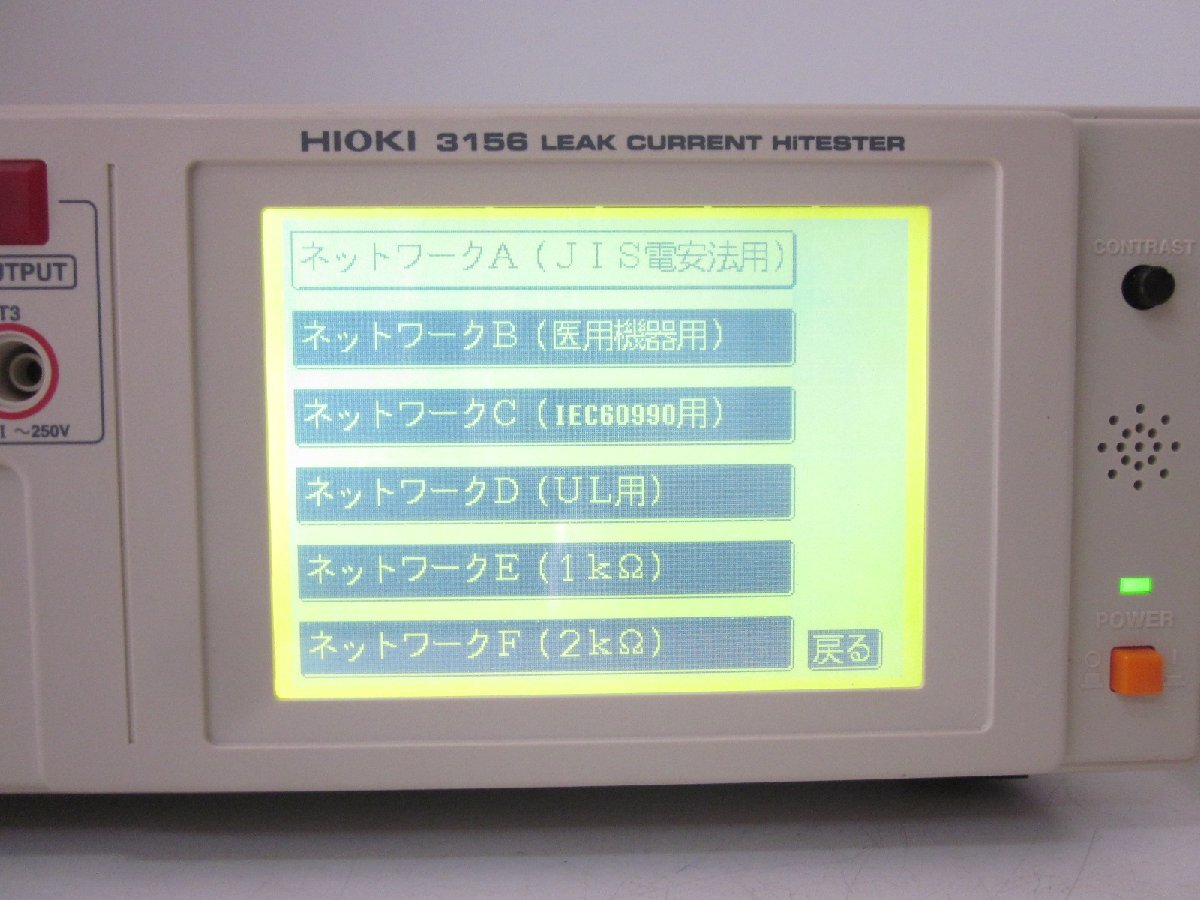 HIOKI 3156 LEAK CURRENT HiTESTER
UTPUT
T3
I ～250V
ネットワークA（JIS電安法用）
ネットワークB（医用機器用）
ネットワークC（IEC60990用）
ネットワークD（UL用）
ネットワークE（1kΩ）
ネットワークF（2kΩ）
戻る
CONTRAST
POWER